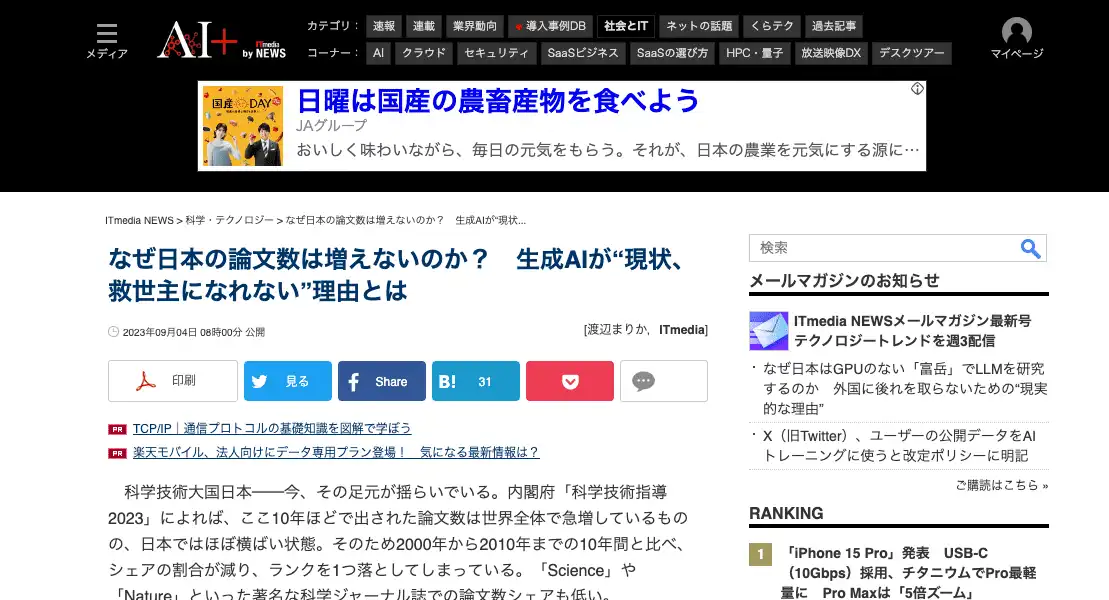 メディア
AI+
by ITmedia NEWS
カテゴリ： 速報 連載 業界動向 導入事例DB 社会とIT ネットの話題 くらテク 過去記事
コーナー： AI クラウド セキュリティ SaaSビジネス SaaSの選び方 HPC・量子 放送映像DX デスクツアー
マイページ
国産 DAY
日曜は国産の農畜産物を食べよう
JAグループ
おいしく味わいながら、毎日の元気をもらう。それが、日本の農業を元気にする源に…
ITmedia NEWS > 科学・テクノロジー > なぜ日本の論文数は増えないのか？　生成AIが“現状...
なぜ日本の論文数は増えないのか？　生成AIが“現状、
救世主になれない”理由とは
2023年09月04日 08時00分 公開
[渡辺まりか，ITmedia]
印刷
見る
Share
B! 31
PR TCP/IP｜通信プロトコルの基礎知識を図解で学ぼう
PR 楽天モバイル、法人向けにデータ専用プラン登場！　気になる最新情報は？
科学技術大国日本――今、その足元が揺らいでいる。内閣府「科学技術指導
2023」によれば、ここ10年ほどで出された論文数は世界全体で急増しているもの
の、日本ではほぼ横ばい状態。そのため2000年から2010年までの10年間と比べ、
シェアの割合が減り、ランクを1つ落としてしまっている。「Science」や
「Nature」といった著名な科学ジャーナル誌での論文数シェアも低い。
検索
メールマガジンのお知らせ
ITmedia NEWSメールマガジン最新号
テクノロジートレンドを週3配信
・なぜ日本はGPUのない「富岳」でLLMを研究
するのか　外国に後れを取らないための“現実
的な理由”
・X（旧Twitter）、ユーザーの公開データをAI
トレーニングに使うと改定ポリシーに明記
ご購読はこちら »
RANKING
1 「iPhone 15 Pro」発表　USB-C
（10Gbps）採用、チタニウムでPro最軽
量に　Pro Maxは「5倍ズーム」